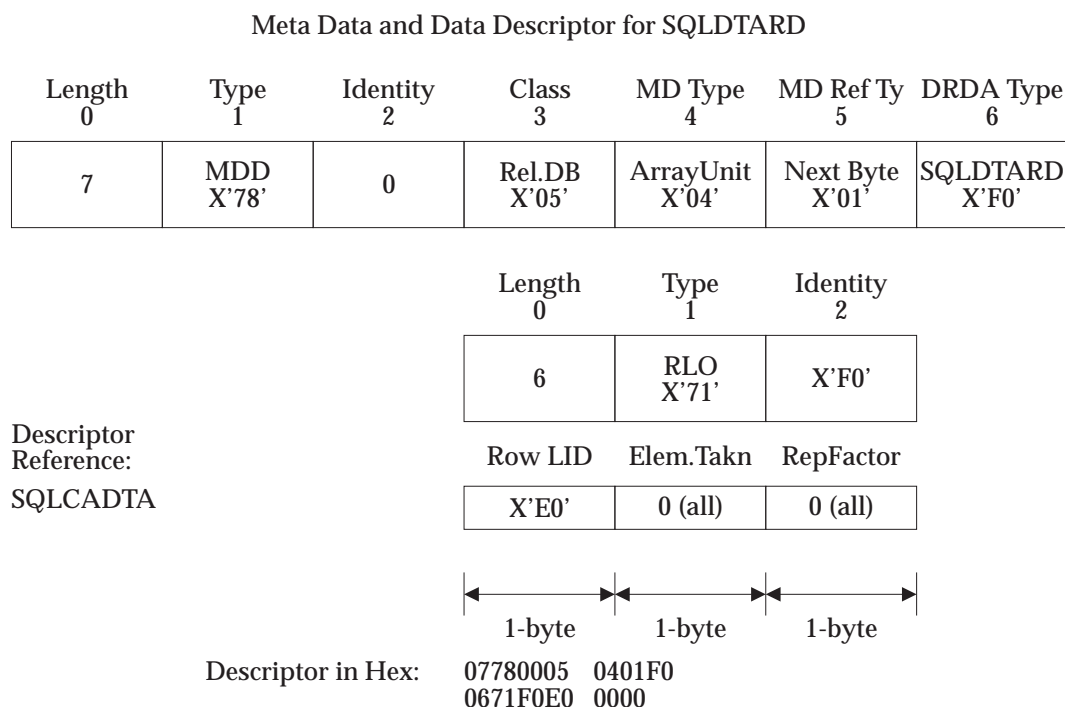 Meta Data and Data Descriptor for SQLDTARD
Length Type Identity Class MD Type MD Ref Ty DRDA Type
0 1 2 3 4 5 6
7 MDD 0 Rel.DB ArrayUnit Next Byte SQLDTARD
X'78' X'05' X'04' X'01' X'F0'
Length Type Identity
0 1 2
6 RLO X'F0'
X'71'
Descriptor
Reference:
Row LID Elem.Takn RepFactor
SQLCADTA
X'E0' 0 (all) 0 (all)
1-byte 1-byte 1-byte
Descriptor in Hex: 07780005 0401F0
0671F0E0 0000